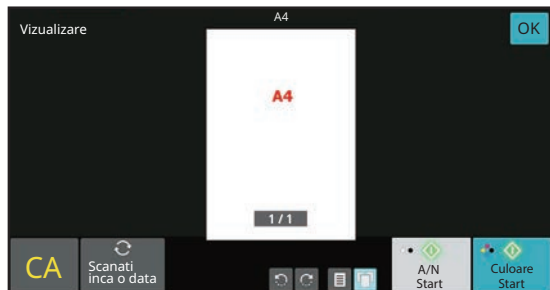 A4
Vizualizare
OK
A4
1 / 1
CA
Scanati
inca o data
A/N
Start
Culoare
Start